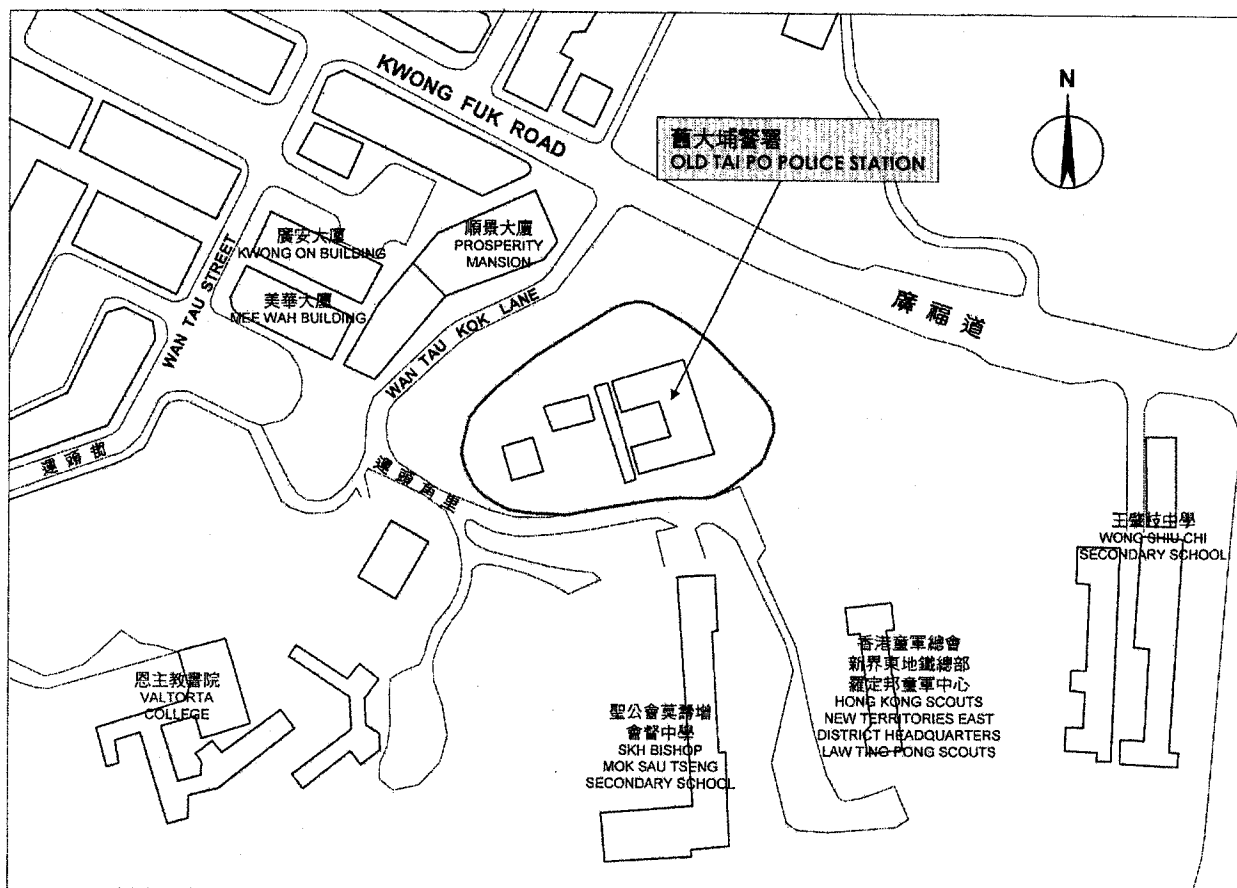 KWONG FUK ROAD
N
舊大埔警署
OLD TAI PO POLICE STATION
順景大廈
PROSPERITY
MANSION
廣安大廈
KWONG ON BUILDING
美華大廈
MEE WAH BUILDING
WAN TAU STREET
WAN TAU KOK LANE
廣福道
運頭街
運頭角里
王肇枝中學
WONG SHIU CHI
SECONDARY SCHOOL
恩主教書院
VALTORTA
COLLEGE
聖公會莫壽增
會督中學
SKH BISHOP
MOK SAU TSENG
SECONDARY SCHOOL
香港童軍總會
新界東地鐵總部
羅定邦童軍中心
HONG KONG SCOUTS
NEW TERRITORIES EAST
DISTRICT HEADQUARTERS
LAW TING PONG SCOUTS